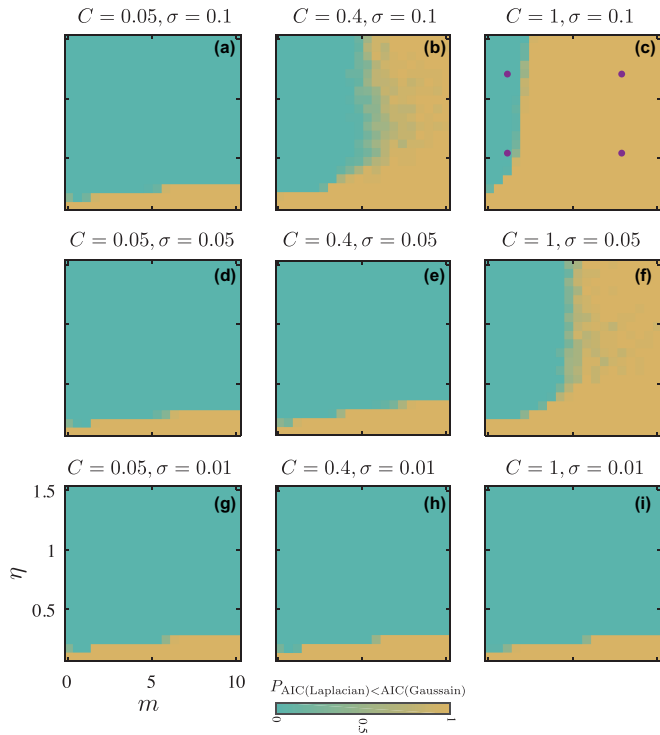 C = 0.05, σ = 0.1
C = 0.4, σ = 0.1
C = 1, σ = 0.1
(a)
(b)
(c)
C = 0.05, σ = 0.05
C = 0.4, σ = 0.05
C = 1, σ = 0.05
(d)
(e)
(f)
C = 0.05, σ = 0.01
C = 0.4, σ = 0.01
C = 1, σ = 0.01
1.5
(g)
(h)
(i)
1
η
0.5
0
5
10
m
P_AIC(Laplacian)<AIC(Gaussain)
0
0.5
1